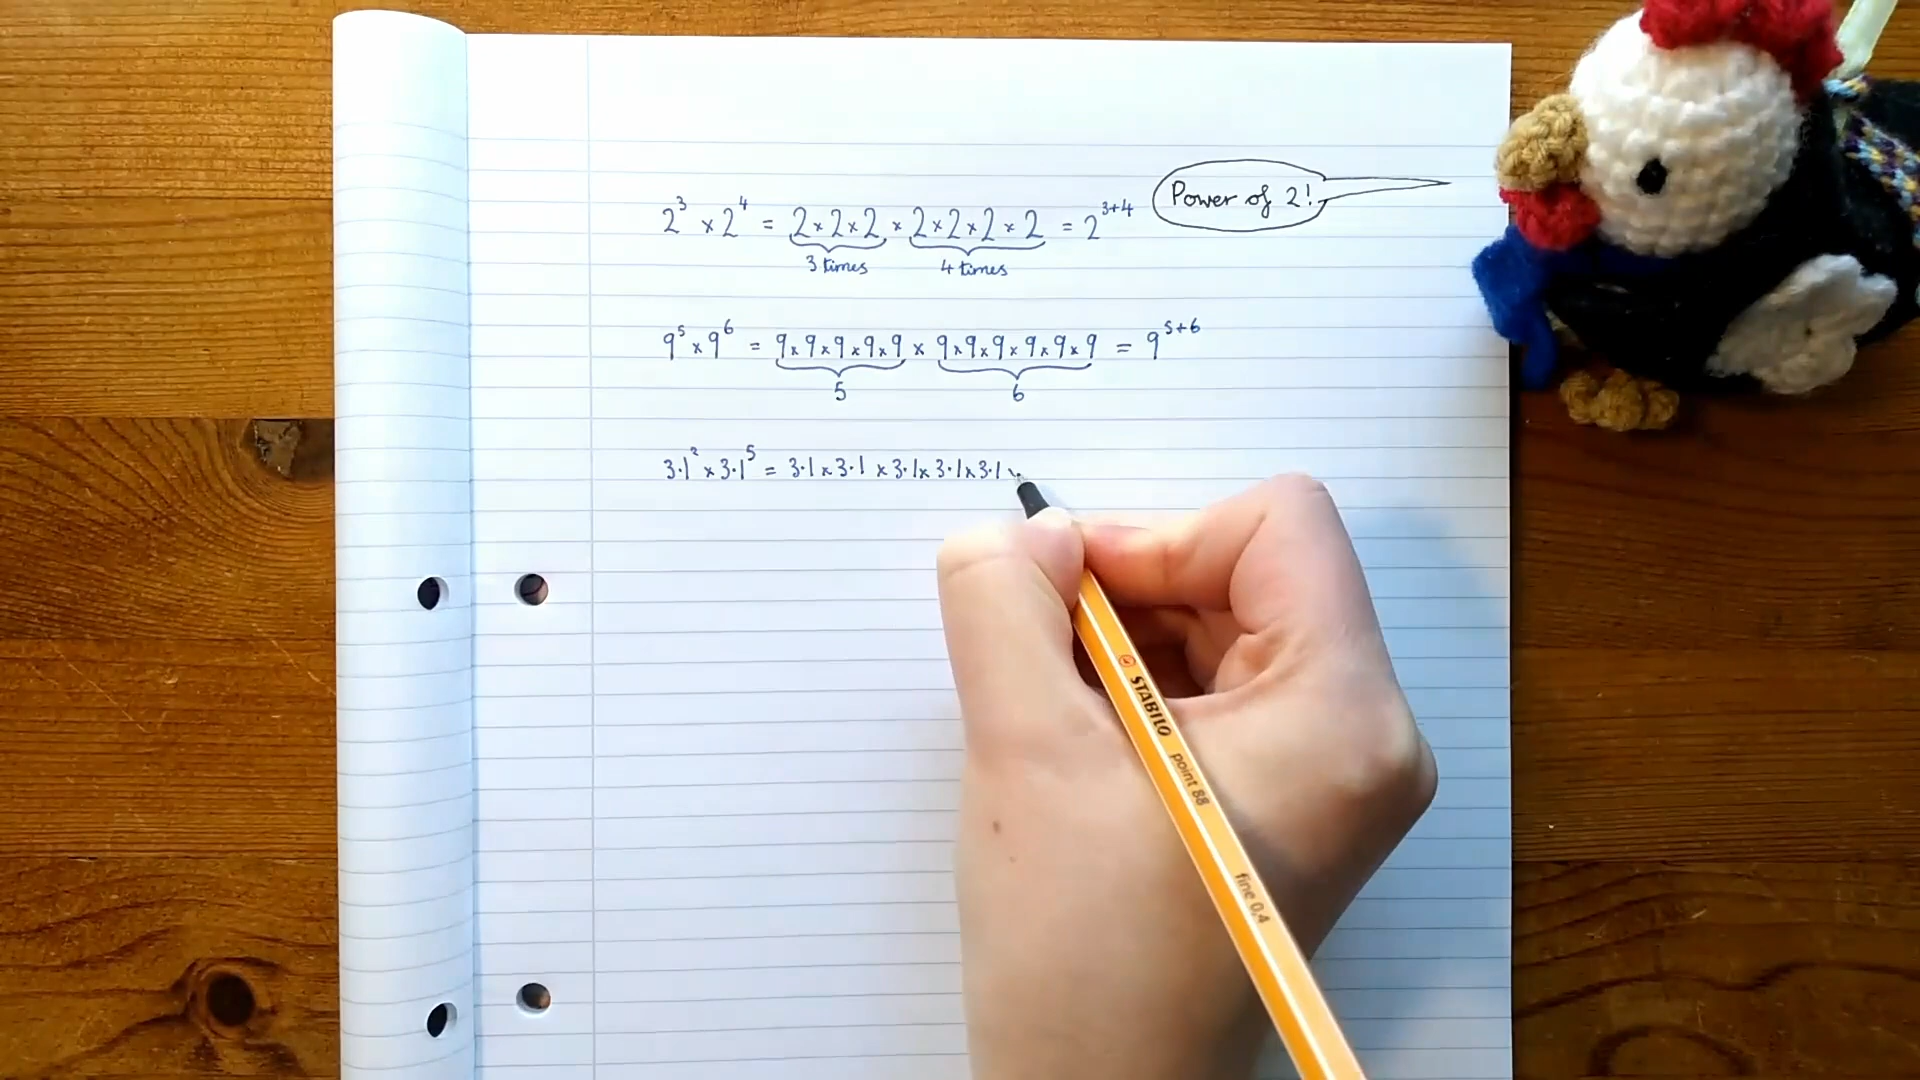 Power of 2!
2³ × 2⁴ = 2×2×2 × 2×2×2×2 = 2³⁺⁴
3 times 4 times
9⁵ × 9⁶ = 9×9×9×9×9 × 9×9×9×9×9×9 = 9⁵⁺⁶
5 6
3·1² × 3·1⁵ = 3·1 × 3·1 × 3·1 × 3·1 × 3·1 ×
STABILO point 88 fine 0,4